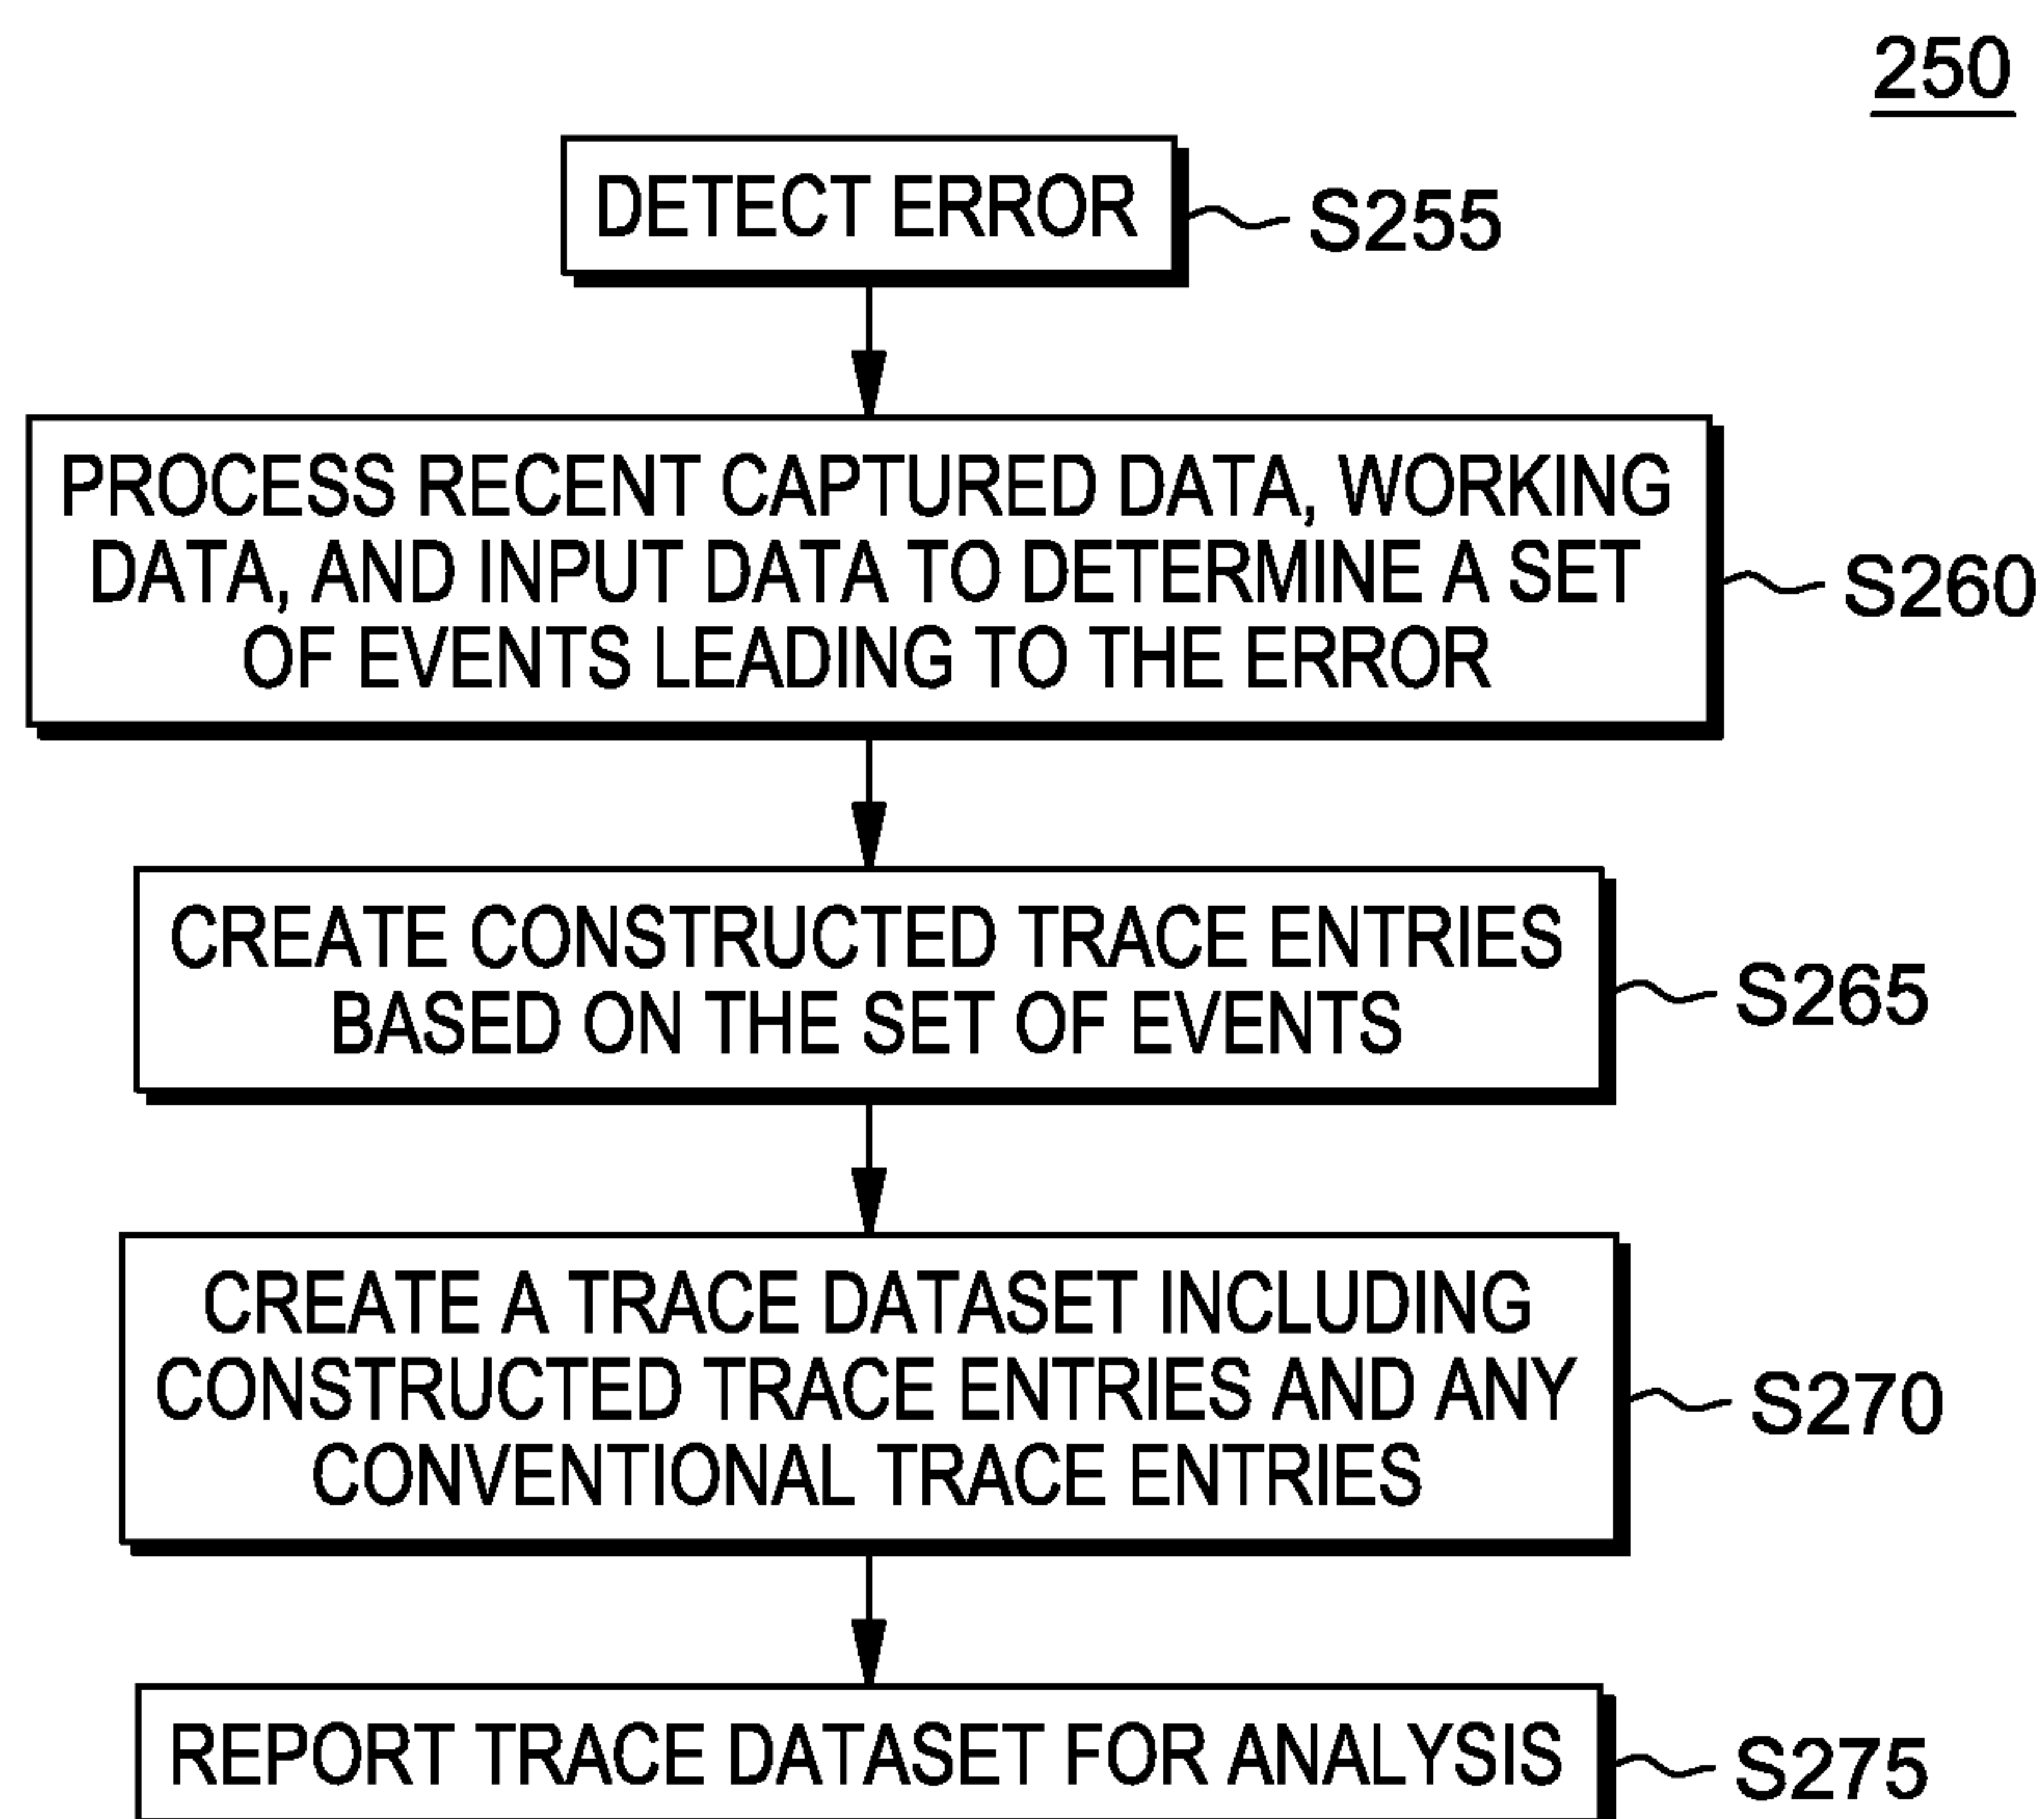 250
DETECT ERROR
S255
PROCESS RECENT CAPTURED DATA, WORKING
DATA, AND INPUT DATA TO DETERMINE A SET
OF EVENTS LEADING TO THE ERROR
S260
CREATE CONSTRUCTED TRACE ENTRIES
BASED ON THE SET OF EVENTS
S265
CREATE A TRACE DATASET INCLUDING
CONSTRUCTED TRACE ENTRIES AND ANY
CONVENTIONAL TRACE ENTRIES
S270
REPORT TRACE DATASET FOR ANALYSIS
S275